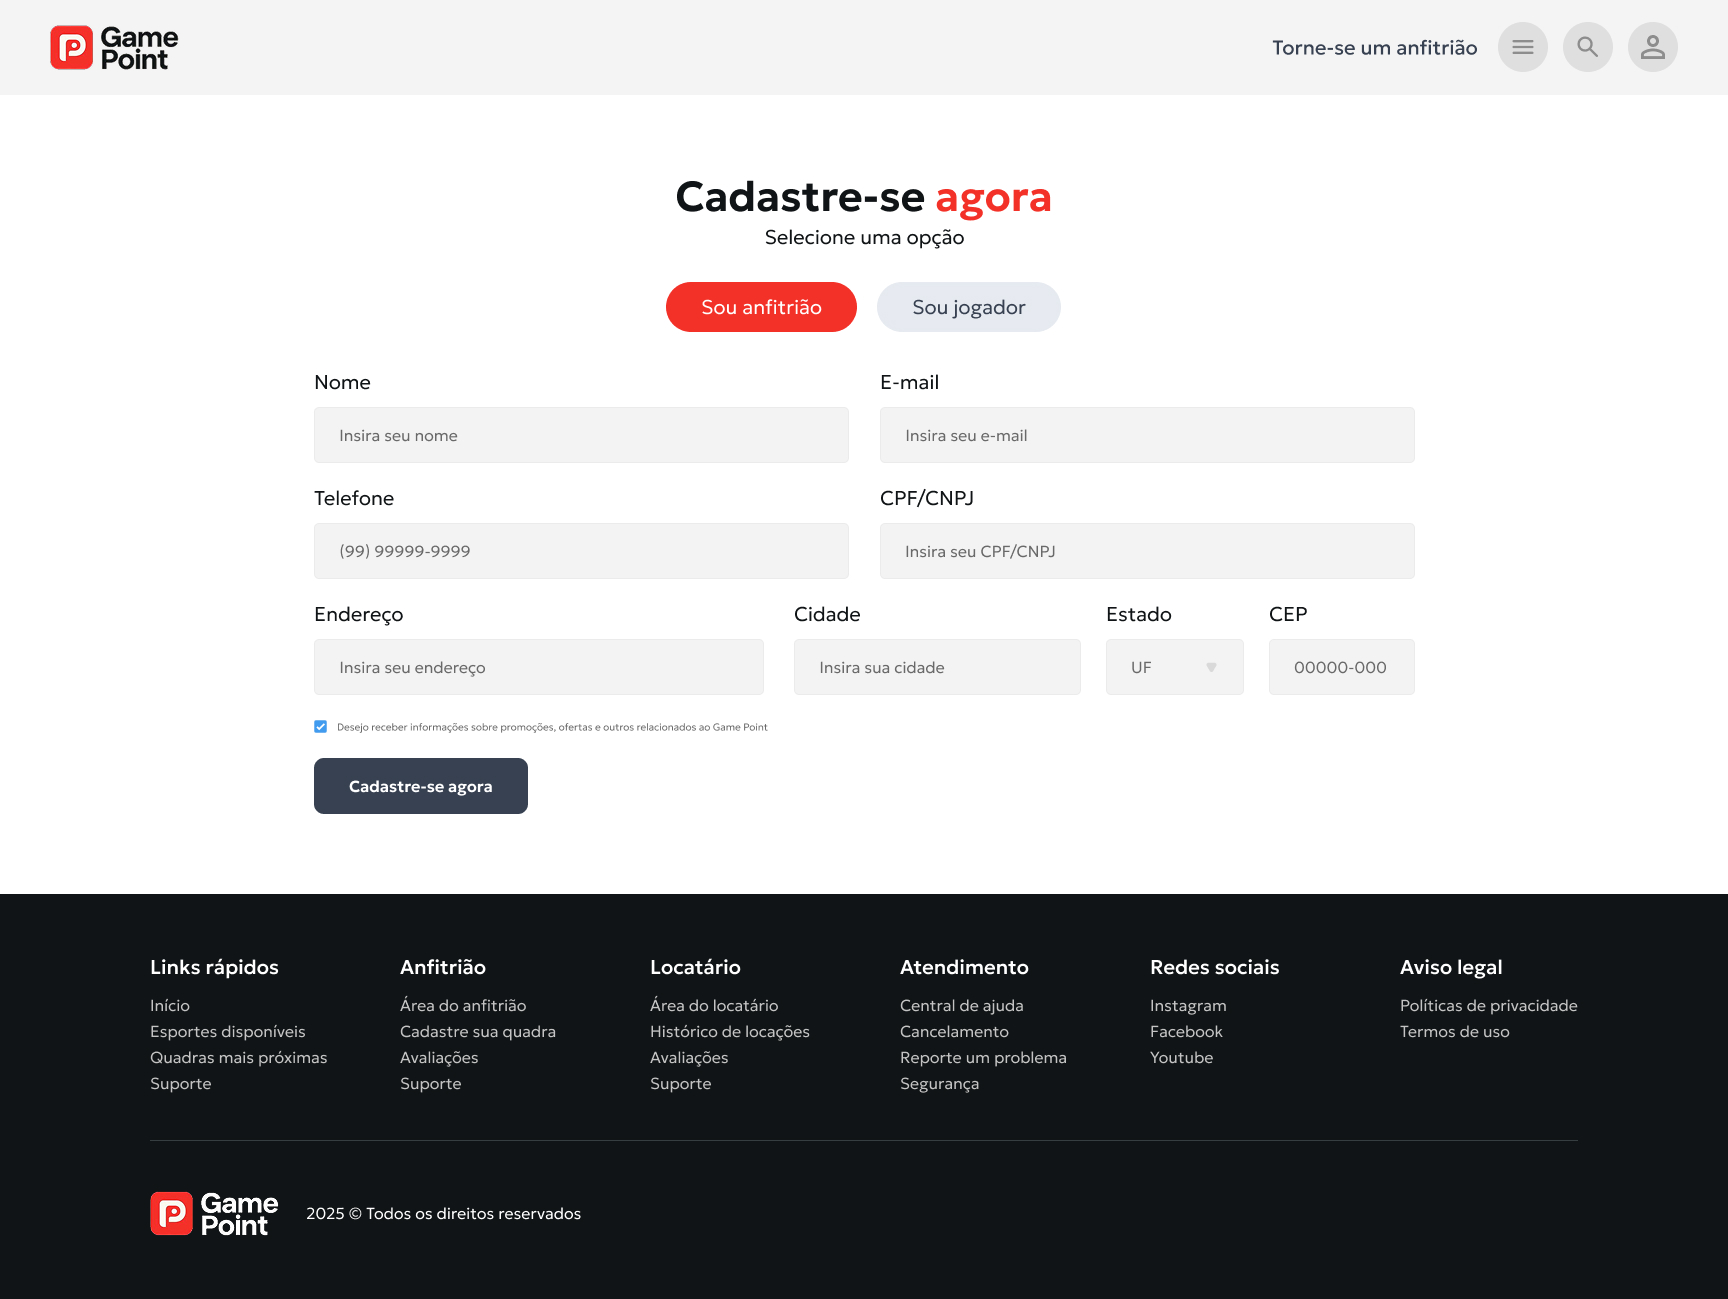 Game
Point
Torne-se um anfitrião
Cadastre-se agora
Selecione uma opção
Sou anfitrião
Sou jogador
Nome
E-mail
Insira seu nome
Insira seu e-mail
Telefone
CPF/CNPJ
(99) 99999-9999
Insira seu CPF/CNPJ
Endereço
Cidade
Estado
CEP
Insira seu endereço
Insira sua cidade
UF
00000-000
Desejo receber informações sobre promoções, ofertas e outros relacionados ao Game Point
Cadastre-se agora
Links rápidos
Início
Esportes disponíveis
Quadras mais próximas
Suporte
Anfitrião
Área do anfitrião
Cadastre sua quadra
Avaliações
Suporte
Locatário
Área do locatário
Histórico de locações
Avaliações
Suporte
Atendimento
Central de ajuda
Cancelamento
Reporte um problema
Segurança
Redes sociais
Instagram
Facebook
Youtube
Aviso legal
Políticas de privacidade
Termos de uso
Game
Point
2025 © Todos os direitos reservados